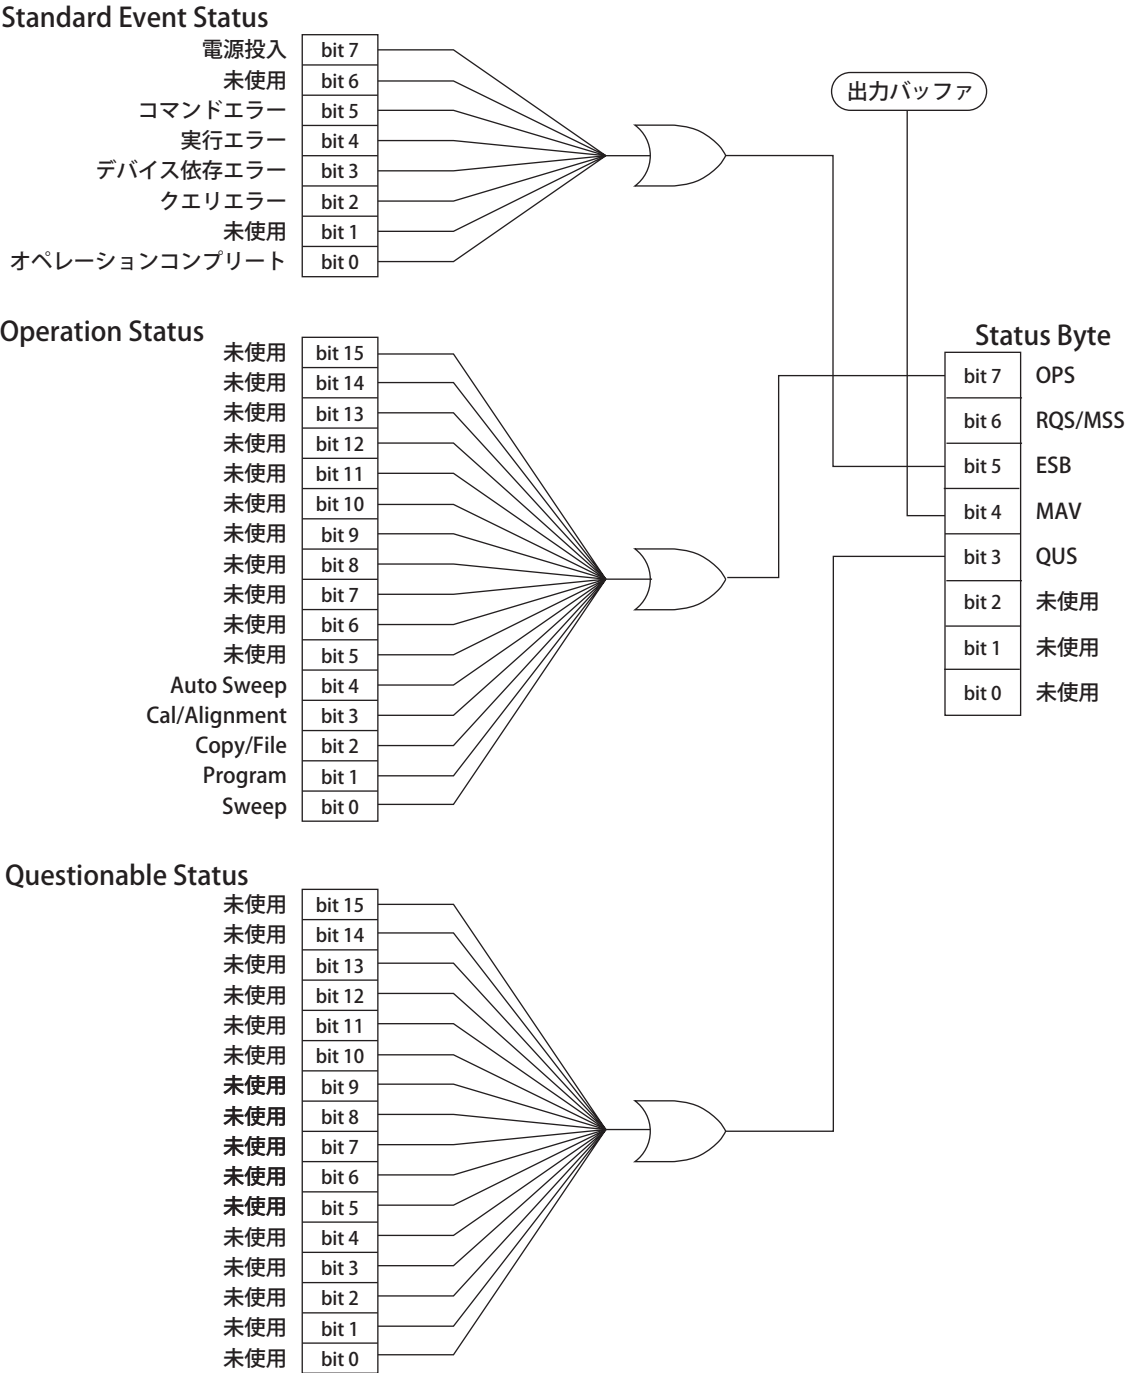 Standard Event Status
電源投入 bit 7
未使用 bit 6
コマンドエラー bit 5
実行エラー bit 4
デバイス依存エラー bit 3
クエリエラー bit 2
未使用 bit 1
オペレーションコンプリート bit 0
出力バッファ
Operation Status
未使用 bit 15
未使用 bit 14
未使用 bit 13
未使用 bit 12
未使用 bit 11
未使用 bit 10
未使用 bit 9
未使用 bit 8
未使用 bit 7
未使用 bit 6
未使用 bit 5
Auto Sweep bit 4
Cal/Alignment bit 3
Copy/File bit 2
Program bit 1
Sweep bit 0
Status Byte
bit 7 OPS
bit 6 RQS/MSS
bit 5 ESB
bit 4 MAV
bit 3 QUS
bit 2 未使用
bit 1 未使用
bit 0 未使用
Questionable Status
未使用 bit 15
未使用 bit 14
未使用 bit 13
未使用 bit 12
未使用 bit 11
未使用 bit 10
未使用 bit 9
未使用 bit 8
未使用 bit 7
未使用 bit 6
未使用 bit 5
未使用 bit 4
未使用 bit 3
未使用 bit 2
未使用 bit 1
未使用 bit 0